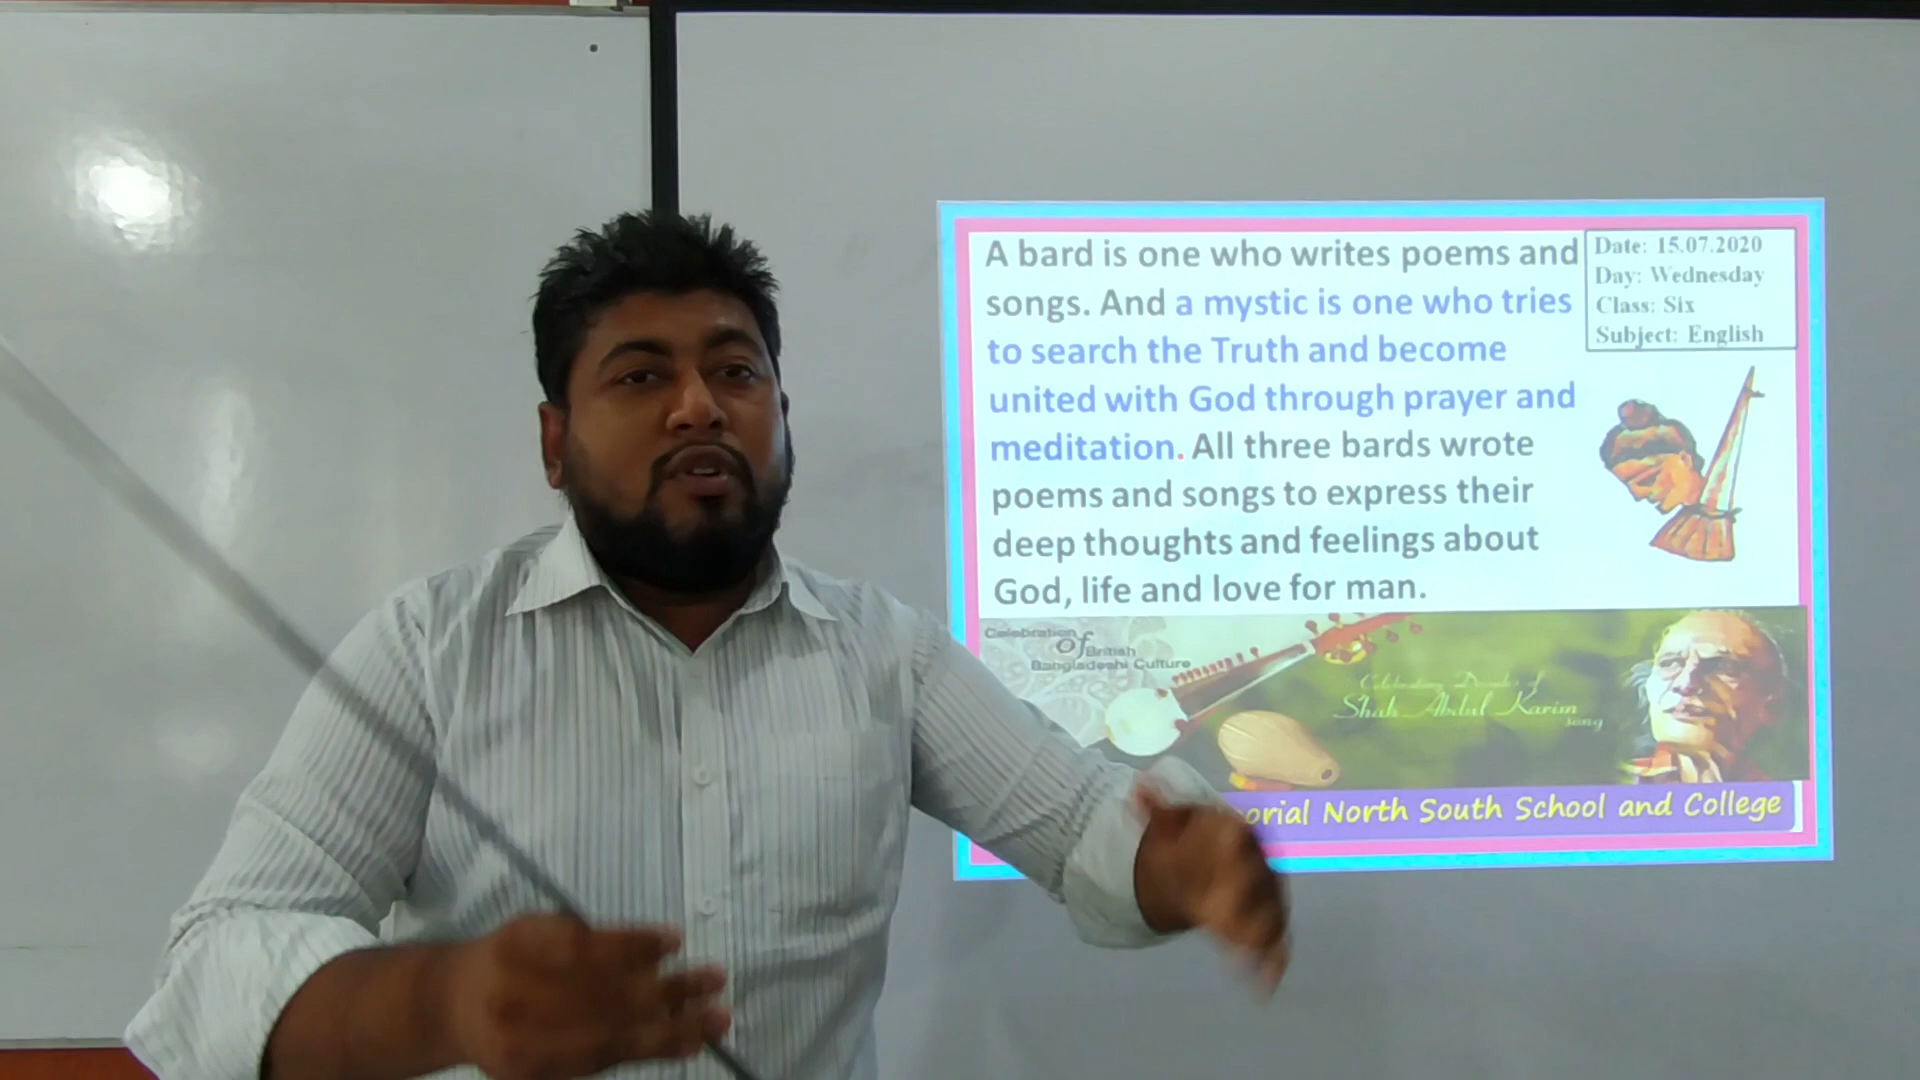 A bard is one who writes poems and
songs. And a mystic is one who tries
to search the Truth and become
united with God through prayer and
meditation. All three bards wrote
poems and songs to express their
deep thoughts and feelings about
God, life and love for man.
Date: 15.07.2020
Day: Wednesday
Class: Six
Subject: English
Celebration
of British
Bangladeshi Culture
Celebrating Decades of
Shah Abdul Karim
song
orial North South School and College